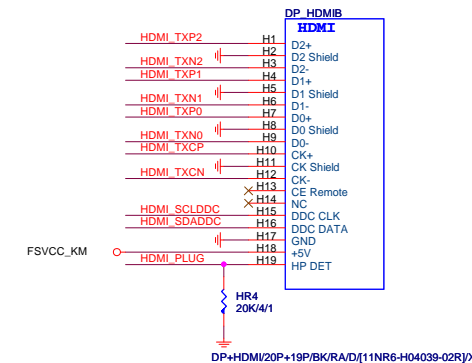 DP_HDMIB
HDMI
HDMI_TXP2 H1 D2+
H2 D2 Shield
HDMI_TXN2 H3 D2-
HDMI_TXP1 H4 D1+
H5 D1 Shield
HDMI_TXN1 H6 D1-
HDMI_TXP0 H7 D0+
H8 D0 Shield
HDMI_TXN0 H9 D0-
HDMI_TXCP H10 CK+
H11 CK Shield
HDMI_TXCN H12 CK-
H13 CE Remote
H14 NC
HDMI_SCLDDC H15 DDC CLK
HDMI_SDADDC H16 DDC DATA
H17 GND
FSVCC_KM H18 +5V
HDMI_PLUG H19 HP DET
HR4
20K/4/1
DP+HDMI/20P+19P/BK/RA/D/[11NR6-H04039-02R]/